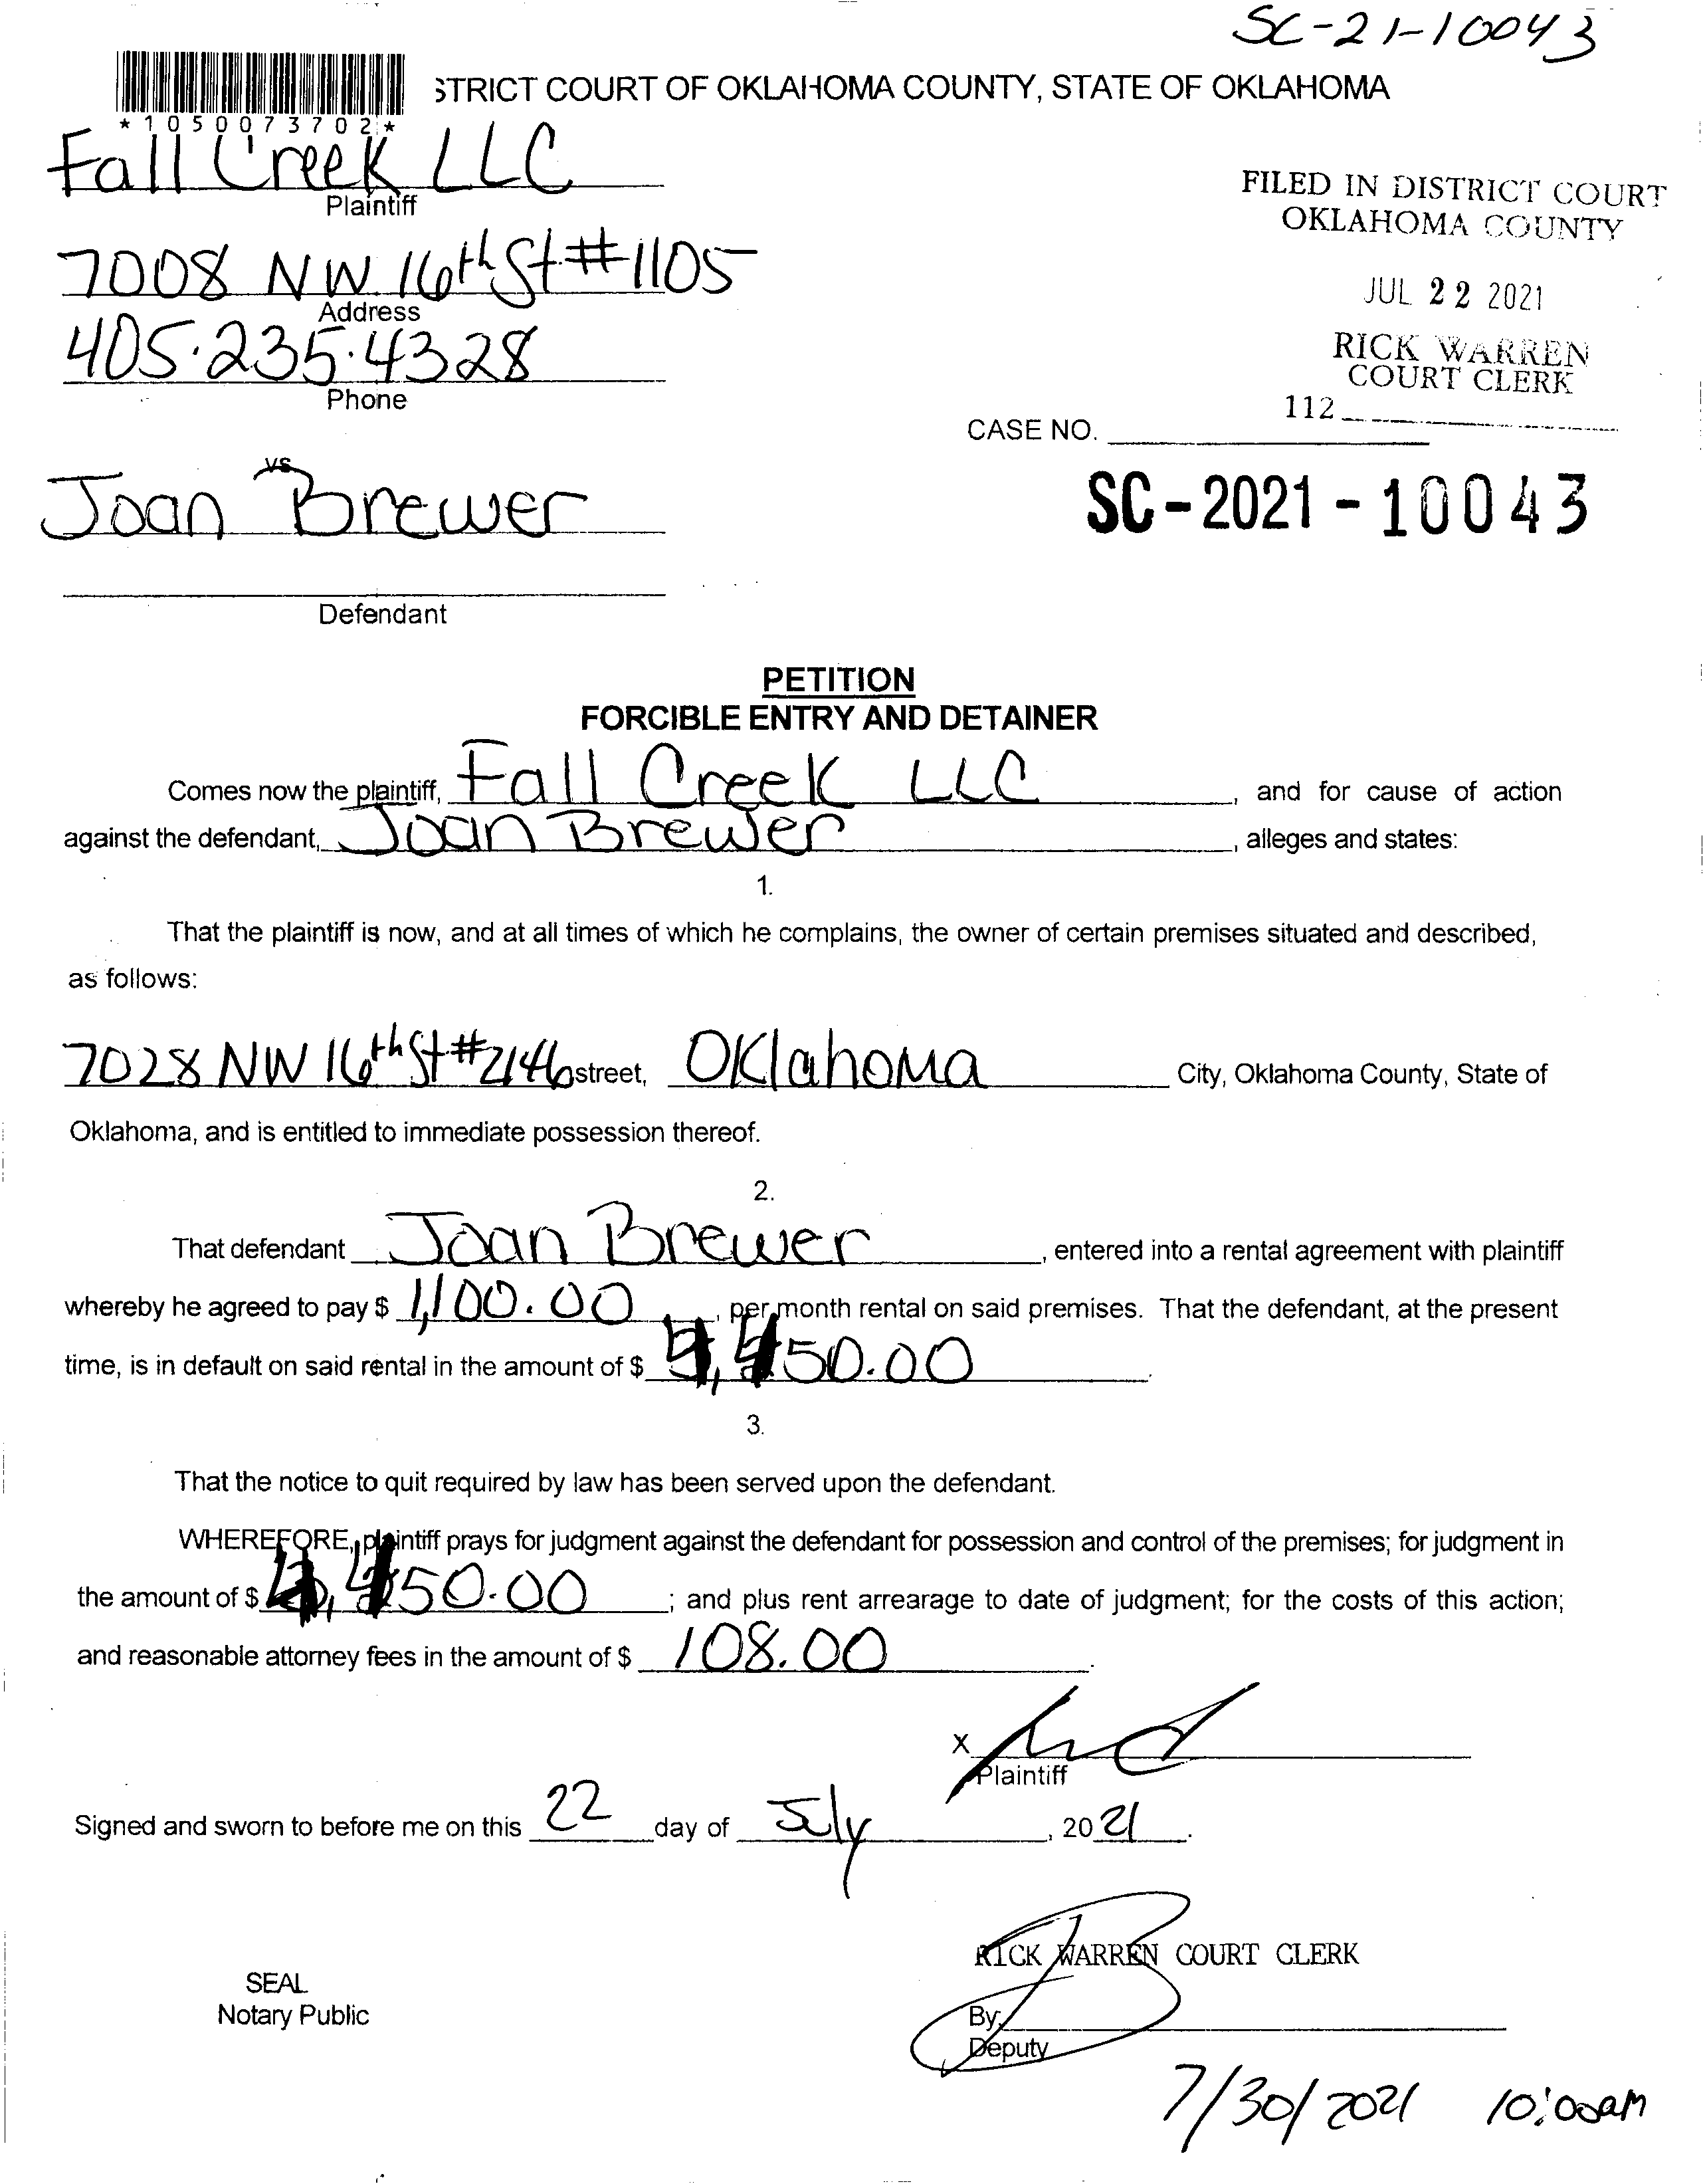 SC-21-10043
STRICT COURT OF OKLAHOMA COUNTY, STATE OF OKLAHOMA
*1050073702*
Fall Creek LLC
Plaintiff
7008 NW 16th St #1105
Address
405.235.4328
Phone
FILED IN DISTRICT COURT
OKLAHOMA COUNTY
JUL 22 2021
RICK WARREN
COURT CLERK
112
CASE NO.
SC-2021-10043
vs
Joan Brewer
Defendant
PETITION
FORCIBLE ENTRY AND DETAINER
Comes now the plaintiff, Fall Creek LLC, and for cause of action
against the defendant, Joan Brewer, alleges and states:
1.
That the plaintiff is now, and at all times of which he complains, the owner of certain premises situated and described,
as follows:
7028 NW 16th St #2146 street, Oklahoma City, Oklahoma County, State of
Oklahoma, and is entitled to immediate possession thereof.
2.
That defendant Joan Brewer, entered into a rental agreement with plaintiff
whereby he agreed to pay $ 1,100.00, per month rental on said premises. That the defendant, at the present
time, is in default on said rental in the amount of $ 50.00.
3.
That the notice to quit required by law has been served upon the defendant.
WHEREFORE, plaintiff prays for judgment against the defendant for possession and control of the premises; for judgment in
the amount of $ 50.00; and plus rent arrearage to date of judgment; for the costs of this action;
and reasonable attorney fees in the amount of $ 108.00.
X
Plaintiff
Signed and sworn to before me on this 22 day of July, 2021.
RICK WARREN COURT CLERK
SEAL
Notary Public
By,
Deputy
7/30/2021 10:00am